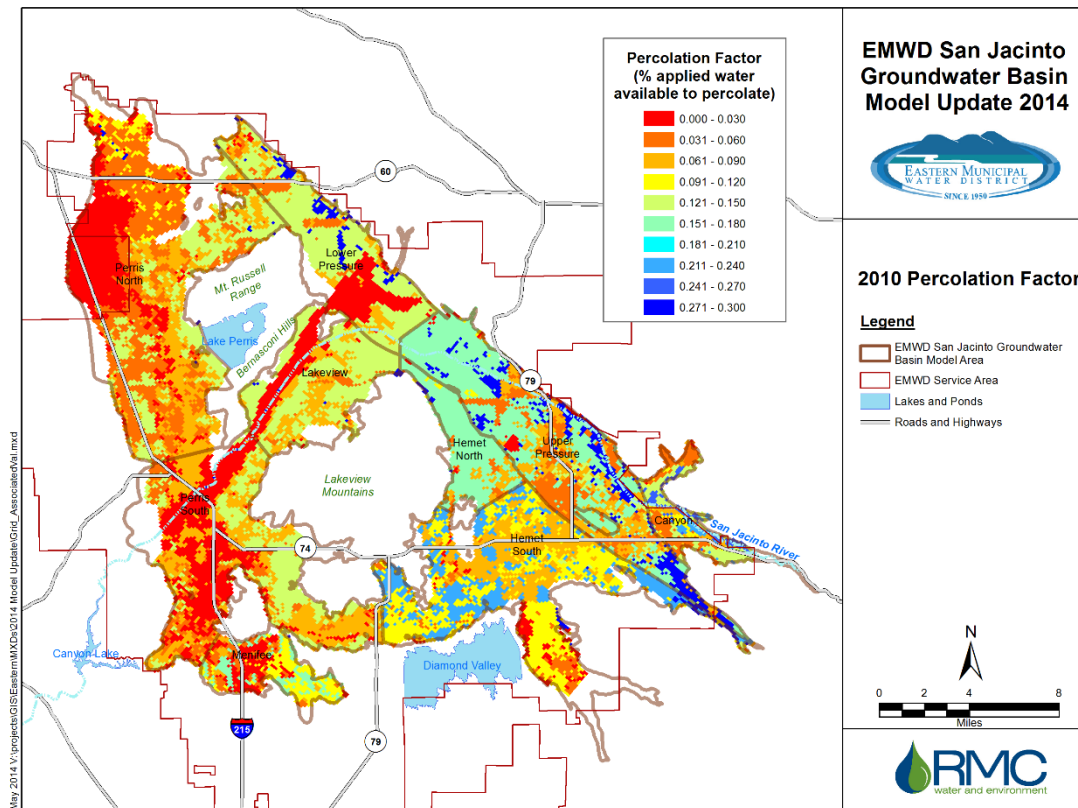 Percolation Factor
(% applied water
available to percolate)
0.000 - 0.030
0.031 - 0.060
0.061 - 0.090
0.091 - 0.120
0.121 - 0.150
0.151 - 0.180
0.181 - 0.210
0.211 - 0.240
0.241 - 0.270
0.271 - 0.300
60
Lower
Pressure
Perris
North
Mt. Russell
Range
Lake Perris
Bernasconi Hills
Lakeview
79
Hemet
North
Upper
Pressure
Lakeview
Mountains
Perris
South
Canyon
San Jacinto River
Hemet
South
74
Menifee
Canyon Lake
Diamond Valley
215
79
May 2014 V:\projects\GIS\EasternMXDs\2014 Model Update\Grid_AssociatedVal.mxd
EMWD San Jacinto
Groundwater Basin
Model Update 2014
EASTERN MUNICIPAL
WATER DISTRICT
SINCE 1950
2010 Percolation Factor
Legend
EMWD San Jacinto Groundwater
Basin Model Area
EMWD Service Area
Lakes and Ponds
Roads and Highways
N
0 2 4 8
Miles
RMC
water and environment